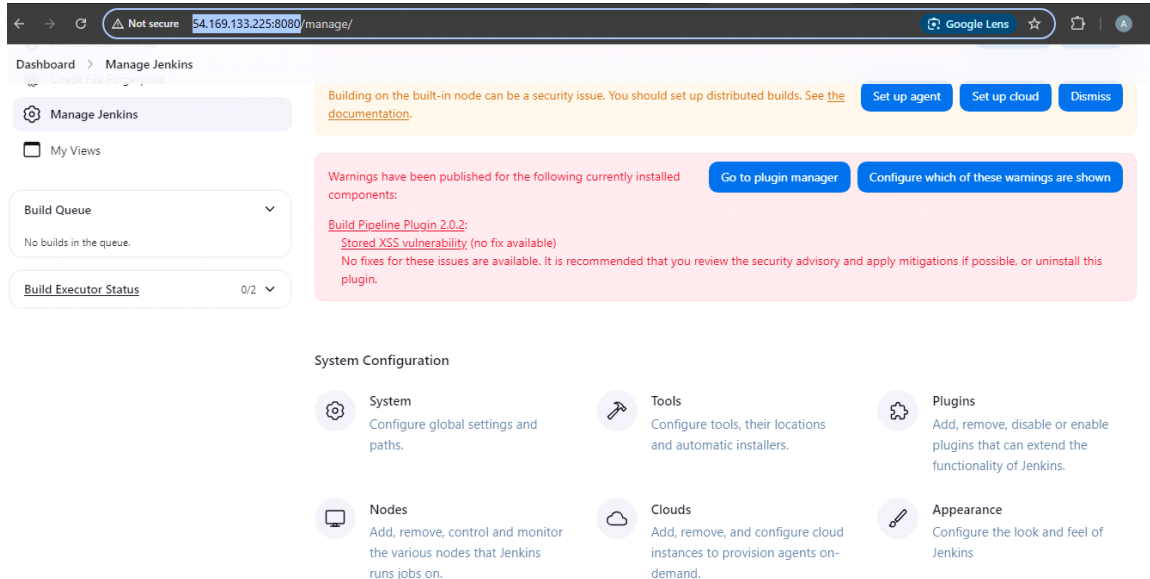 Not secure 54.169.133.225:8080/manage/
Google Lens
A
Dashboard > Manage Jenkins
Check File Fingerprint
Manage Jenkins
My Views
Build Queue
No builds in the queue.
Build Executor Status 0/2
Building on the built-in node can be a security issue. You should set up distributed builds. See the
documentation.
Set up agent
Set up cloud
Dismiss
Warnings have been published for the following currently installed
components:
Go to plugin manager
Configure which of these warnings are shown
Build Pipeline Plugin 2.0.2:
Stored XSS vulnerability (no fix available)
No fixes for these issues are available. It is recommended that you review the security advisory and apply mitigations if possible, or uninstall this
plugin.
System Configuration
System
Configure global settings and
paths.
Tools
Configure tools, their locations
and automatic installers.
Plugins
Add, remove, disable or enable
plugins that can extend the
functionality of Jenkins.
Nodes
Add, remove, control and monitor
the various nodes that Jenkins
runs jobs on.
Clouds
Add, remove, and configure cloud
instances to provision agents on-
demand.
Appearance
Configure the look and feel of
Jenkins